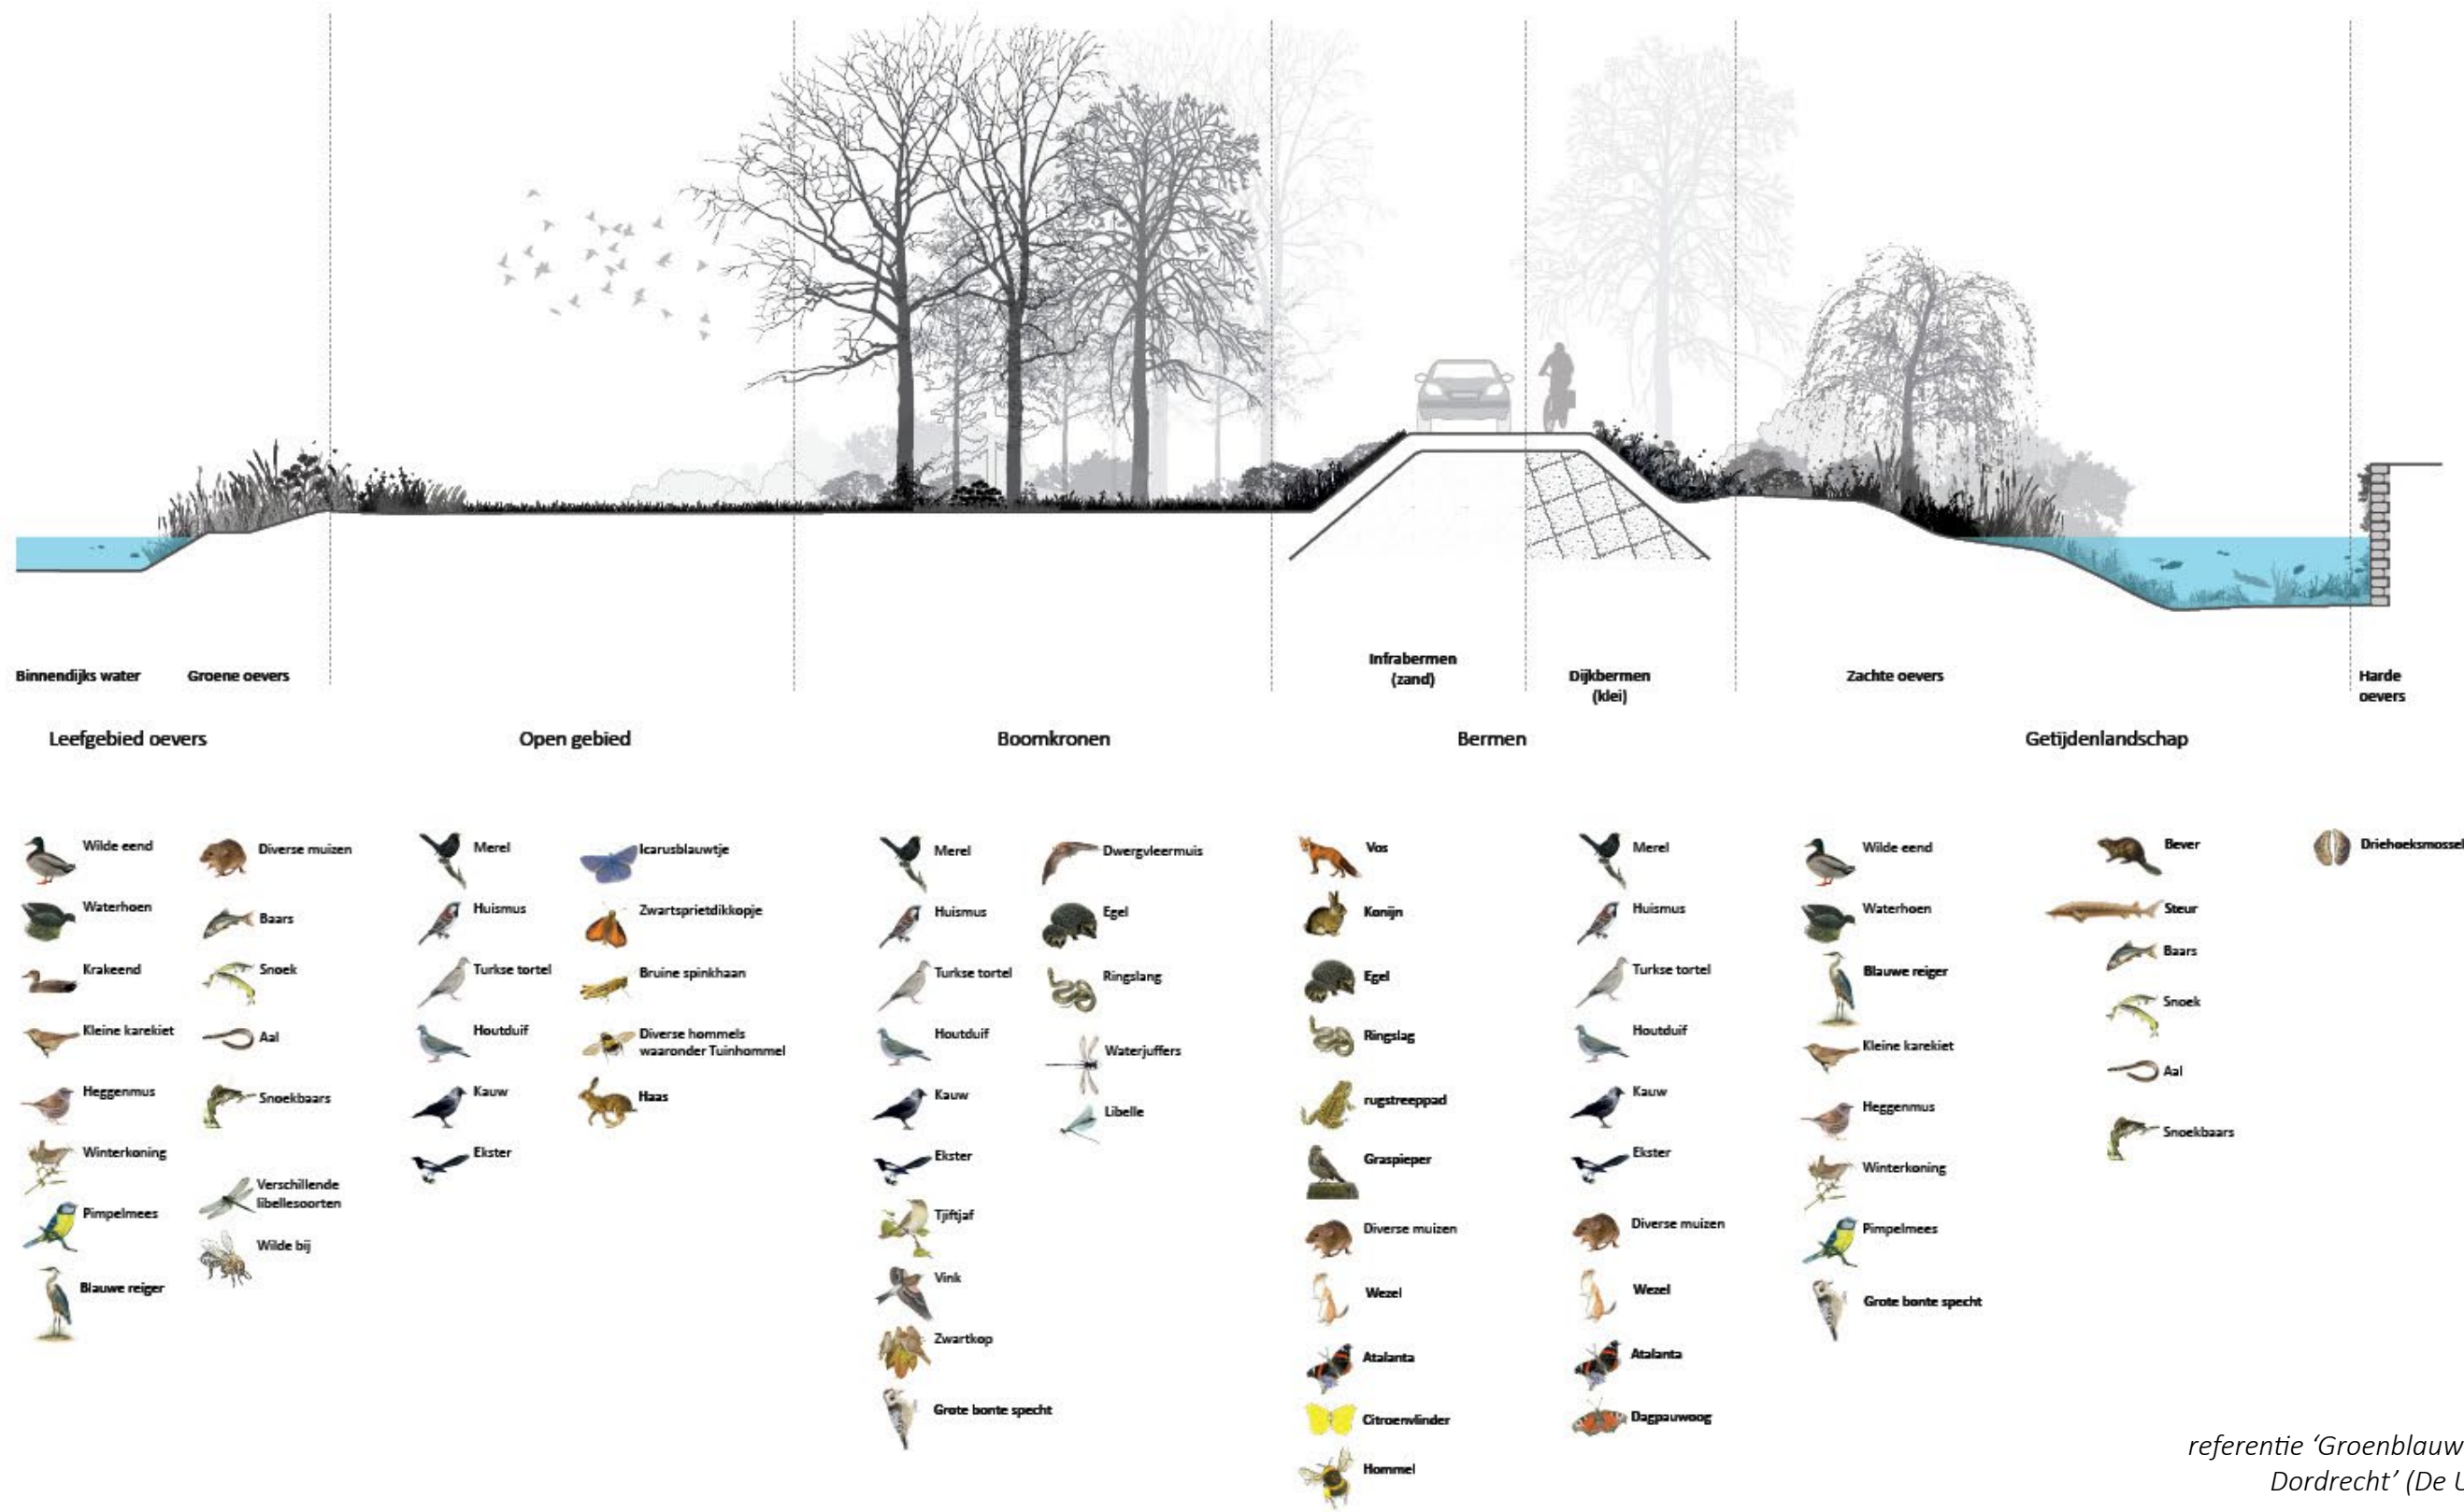 Binnendijks water
Groene oevers
Infrabermen
(zand)
Dijkbermen
(klei)
Zachte oevers
Harde
oevers
Leefgebied oevers
Open gebied
Boomkronen
Bermen
Getijdenlandschap
Wilde eend
Waterhoen
Krakeend
Kleine karekiet
Heggenmus
Winterkoning
Pimpelmees
Blauwe reiger
Diverse muizen
Baars
Snoek
Aal
Snoekbaars
Verschillende
libellesoorten
Wilde bij
Merel
Huismus
Turkse tortel
Houtduif
Kauw
Ekster
Icarusblauwtje
Zwartsprietdikkopje
Bruine spinkhaan
Diverse hommels
waaronder Tuinhommel
Haas
Merel
Huismus
Turkse tortel
Houtduif
Kauw
Ekster
Tjiftjaf
Vink
Zwartkop
Grote bonte specht
Dwergvleermuis
Egel
Ringslang
Waterjuffers
Libelle
Vos
Konijn
Egel
Ringslag
rugstreeppad
Graspieper
Diverse muizen
Wezel
Atalanta
Citroenvlinder
Hommel
Merel
Huismus
Turkse tortel
Houtduif
Kauw
Ekster
Diverse muizen
Wezel
Atalanta
Dagpauwoog
Wilde eend
Waterhoen
Blauwe reiger
Kleine karekiet
Heggenmus
Winterkoning
Pimpelmees
Grote bonte specht
Bever
Steur
Baars
Snoek
Aal
Snoekbaars
Driehoeksmossel
referentie ‘Groenblauw
Dordrecht’ (De U